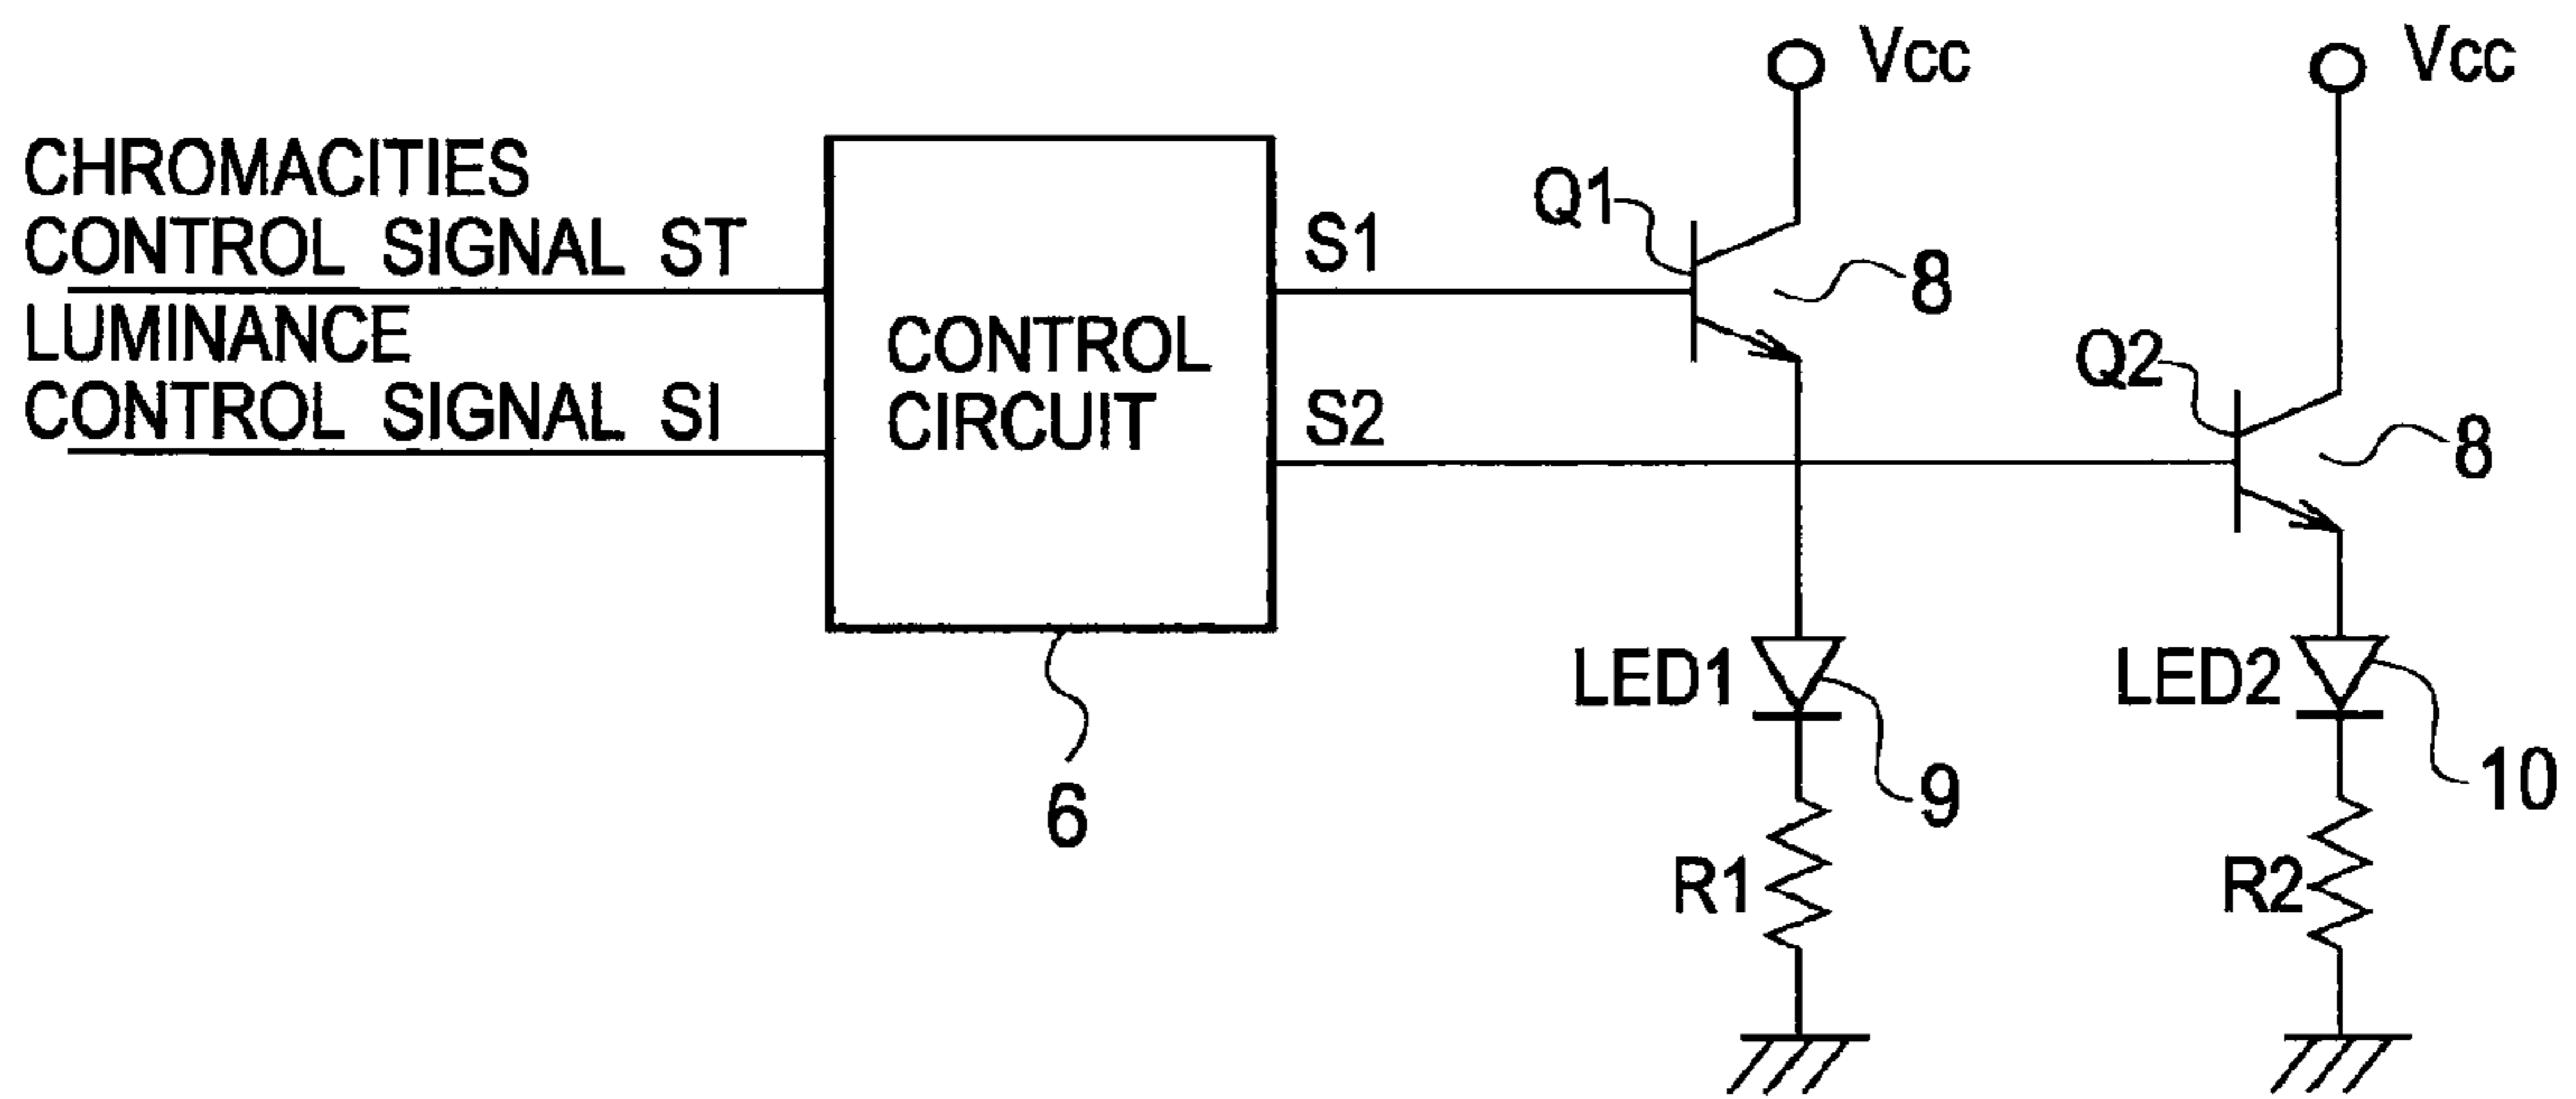 Vcc
Vcc
CHROMACITIES
CONTROL SIGNAL ST
LUMINANCE
CONTROL SIGNAL SI
CONTROL
CIRCUIT
6
S1
S2
Q1
8
Q2
8
LED1
9
LED2
10
R1
R2